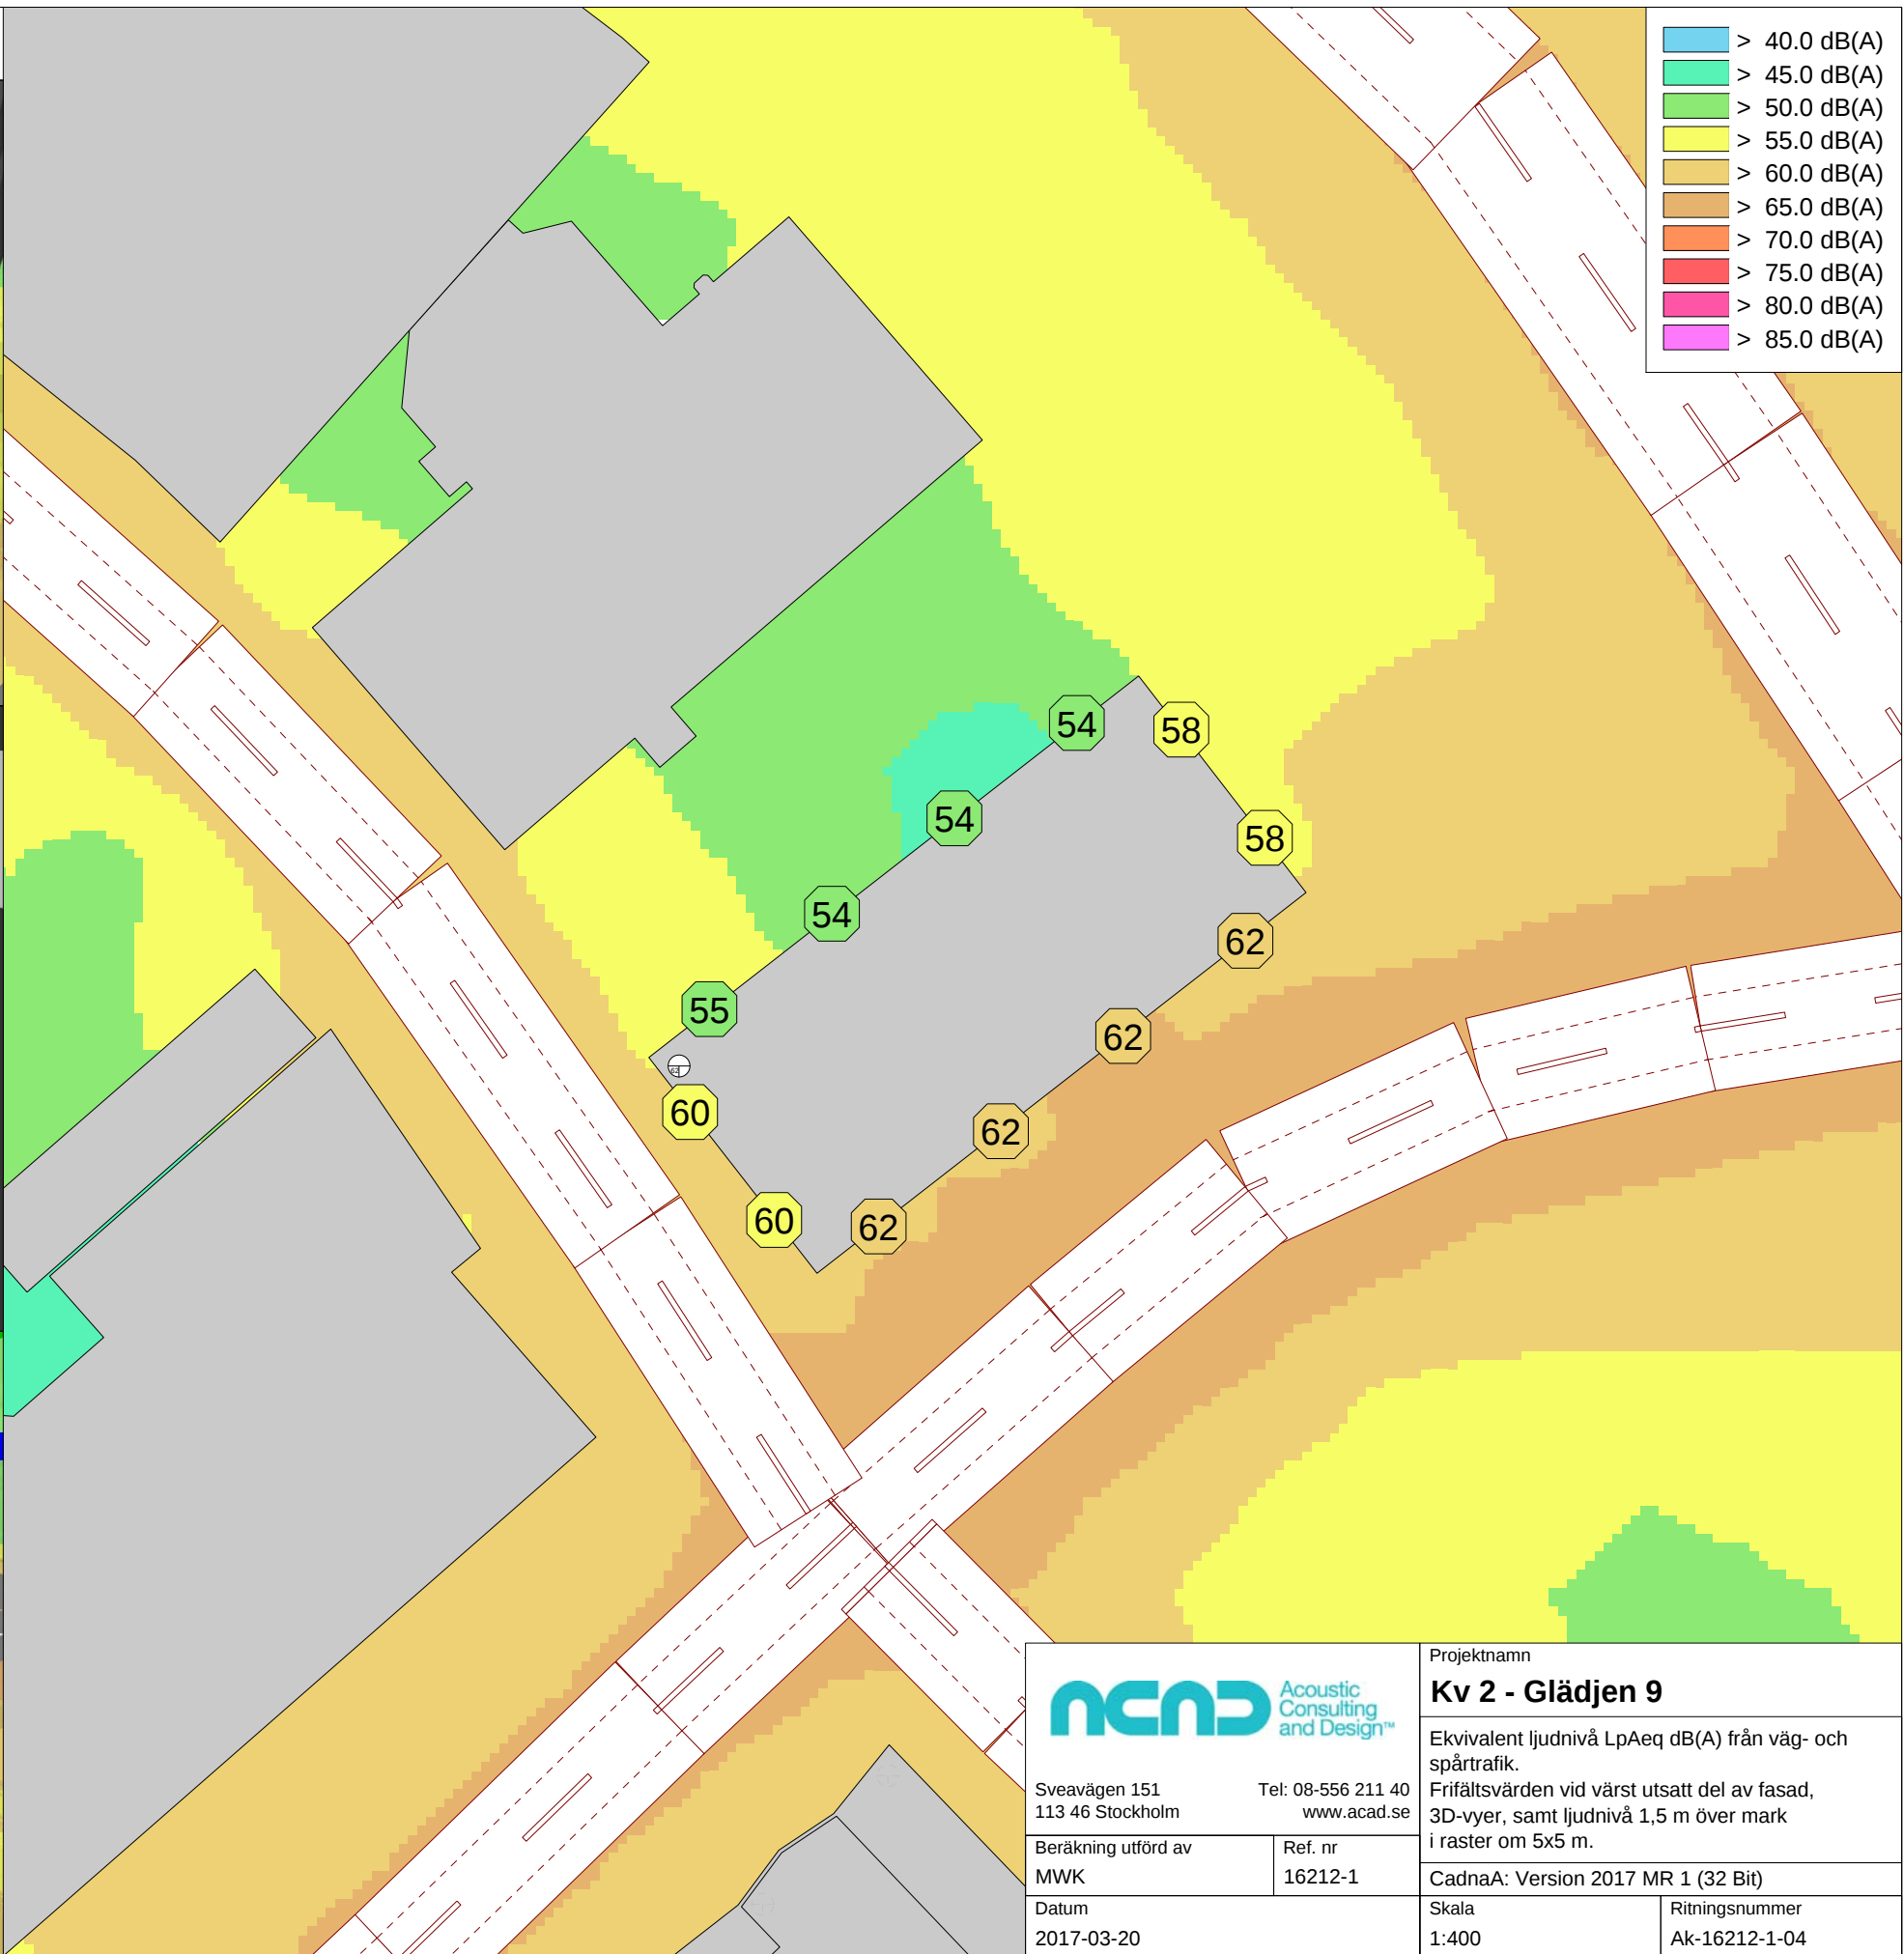 > 40.0 dB(A)
> 45.0 dB(A)
> 50.0 dB(A)
> 55.0 dB(A)
> 60.0 dB(A)
> 65.0 dB(A)
> 70.0 dB(A)
> 75.0 dB(A)
> 80.0 dB(A)
> 85.0 dB(A)
54
58
54
58
54
62
55
62
62
60
62
60
62
ACAD Acoustic
Consulting
and Design™
Sveavägen 151
113 46 Stockholm
Tel: 08-556 211 40
www.acad.se
Beräkning utförd av
MWK
Ref. nr
16212-1
Datum
2017-03-20
Projektnamn
Kv 2 - Glädjen 9
Ekvivalent ljudnivå LpAeq dB(A) från väg- och
spårtrafik.
Frifältsvärden vid värst utsatt del av fasad,
3D-vyer, samt ljudnivå 1,5 m över mark
i raster om 5x5 m.
CadnaA: Version 2017 MR 1 (32 Bit)
Skala
1:400
Ritningsnummer
Ak-16212-1-04